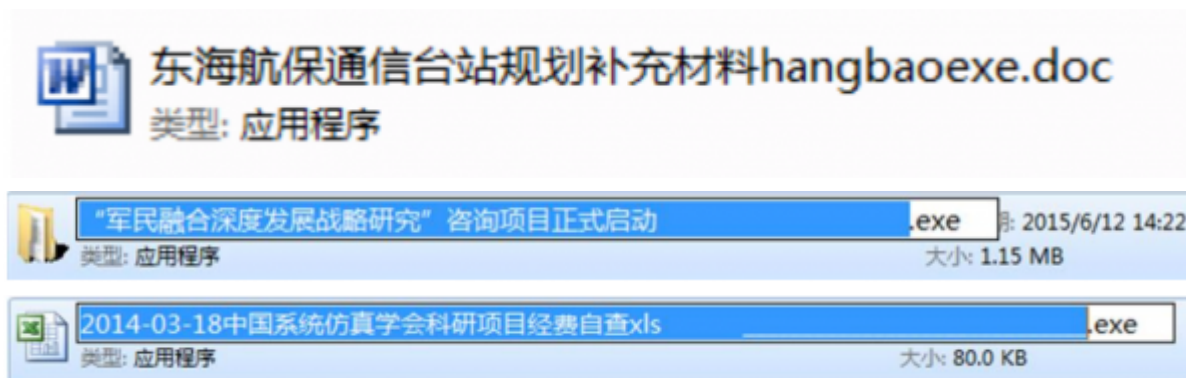 东海航保通信台站规划补充材料hangbaoexe.doc
类型: 应用程序
“军民融合深度发展战略研究”咨询项目正式启动 .exe 期: 2015/6/12 14:22
类型: 应用程序 大小: 1.15 MB
2014-03-18中国系统仿真学会科研项目经费自查xls .exe
类型: 应用程序 大小: 80.0 KB